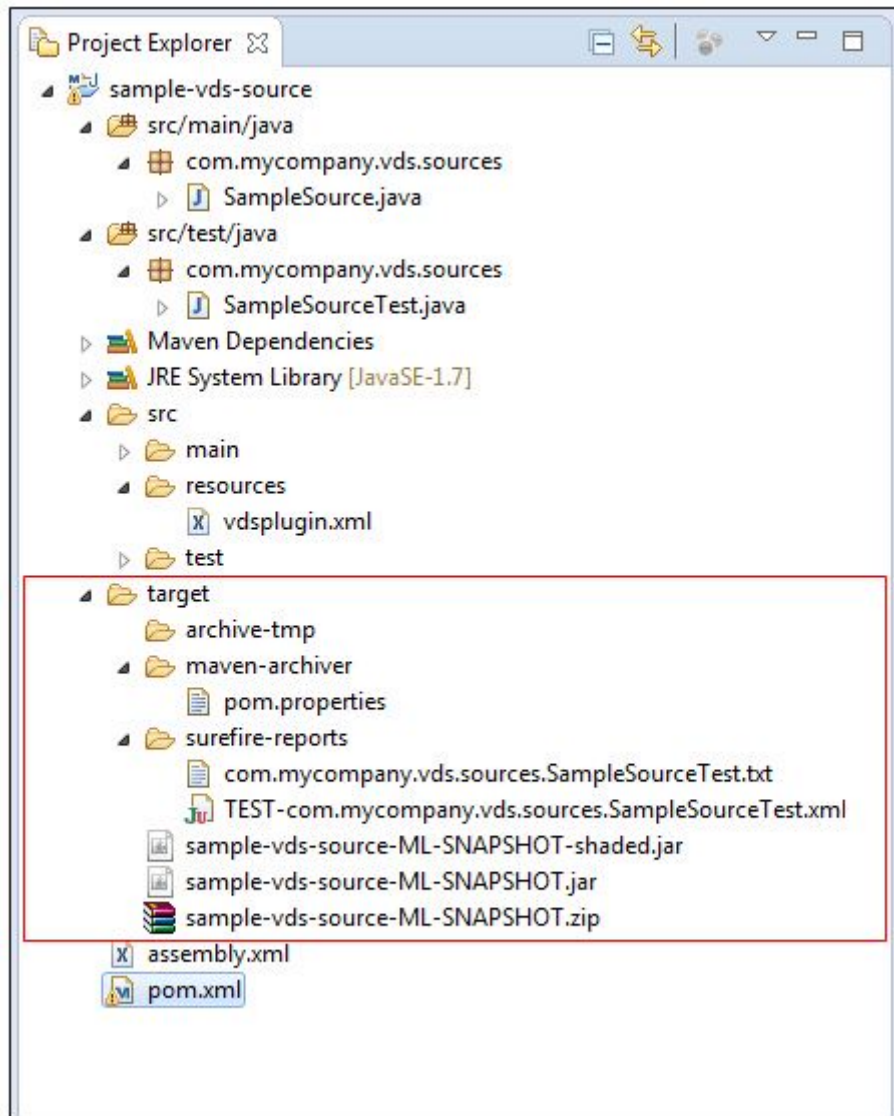 Project Explorer
sample-vds-source
src/main/java
com.mycompany.vds.sources
SampleSource.java
src/test/java
com.mycompany.vds.sources
SampleSourceTest.java
Maven Dependencies
JRE System Library [JavaSE-1.7]
src
main
resources
vdsplugin.xml
test
target
archive-tmp
maven-archiver
pom.properties
surefire-reports
com.mycompany.vds.sources.SampleSourceTest.txt
TEST-com.mycompany.vds.sources.SampleSourceTest.xml
sample-vds-source-ML-SNAPSHOT-shaded.jar
sample-vds-source-ML-SNAPSHOT.jar
sample-vds-source-ML-SNAPSHOT.zip
assembly.xml
pom.xml